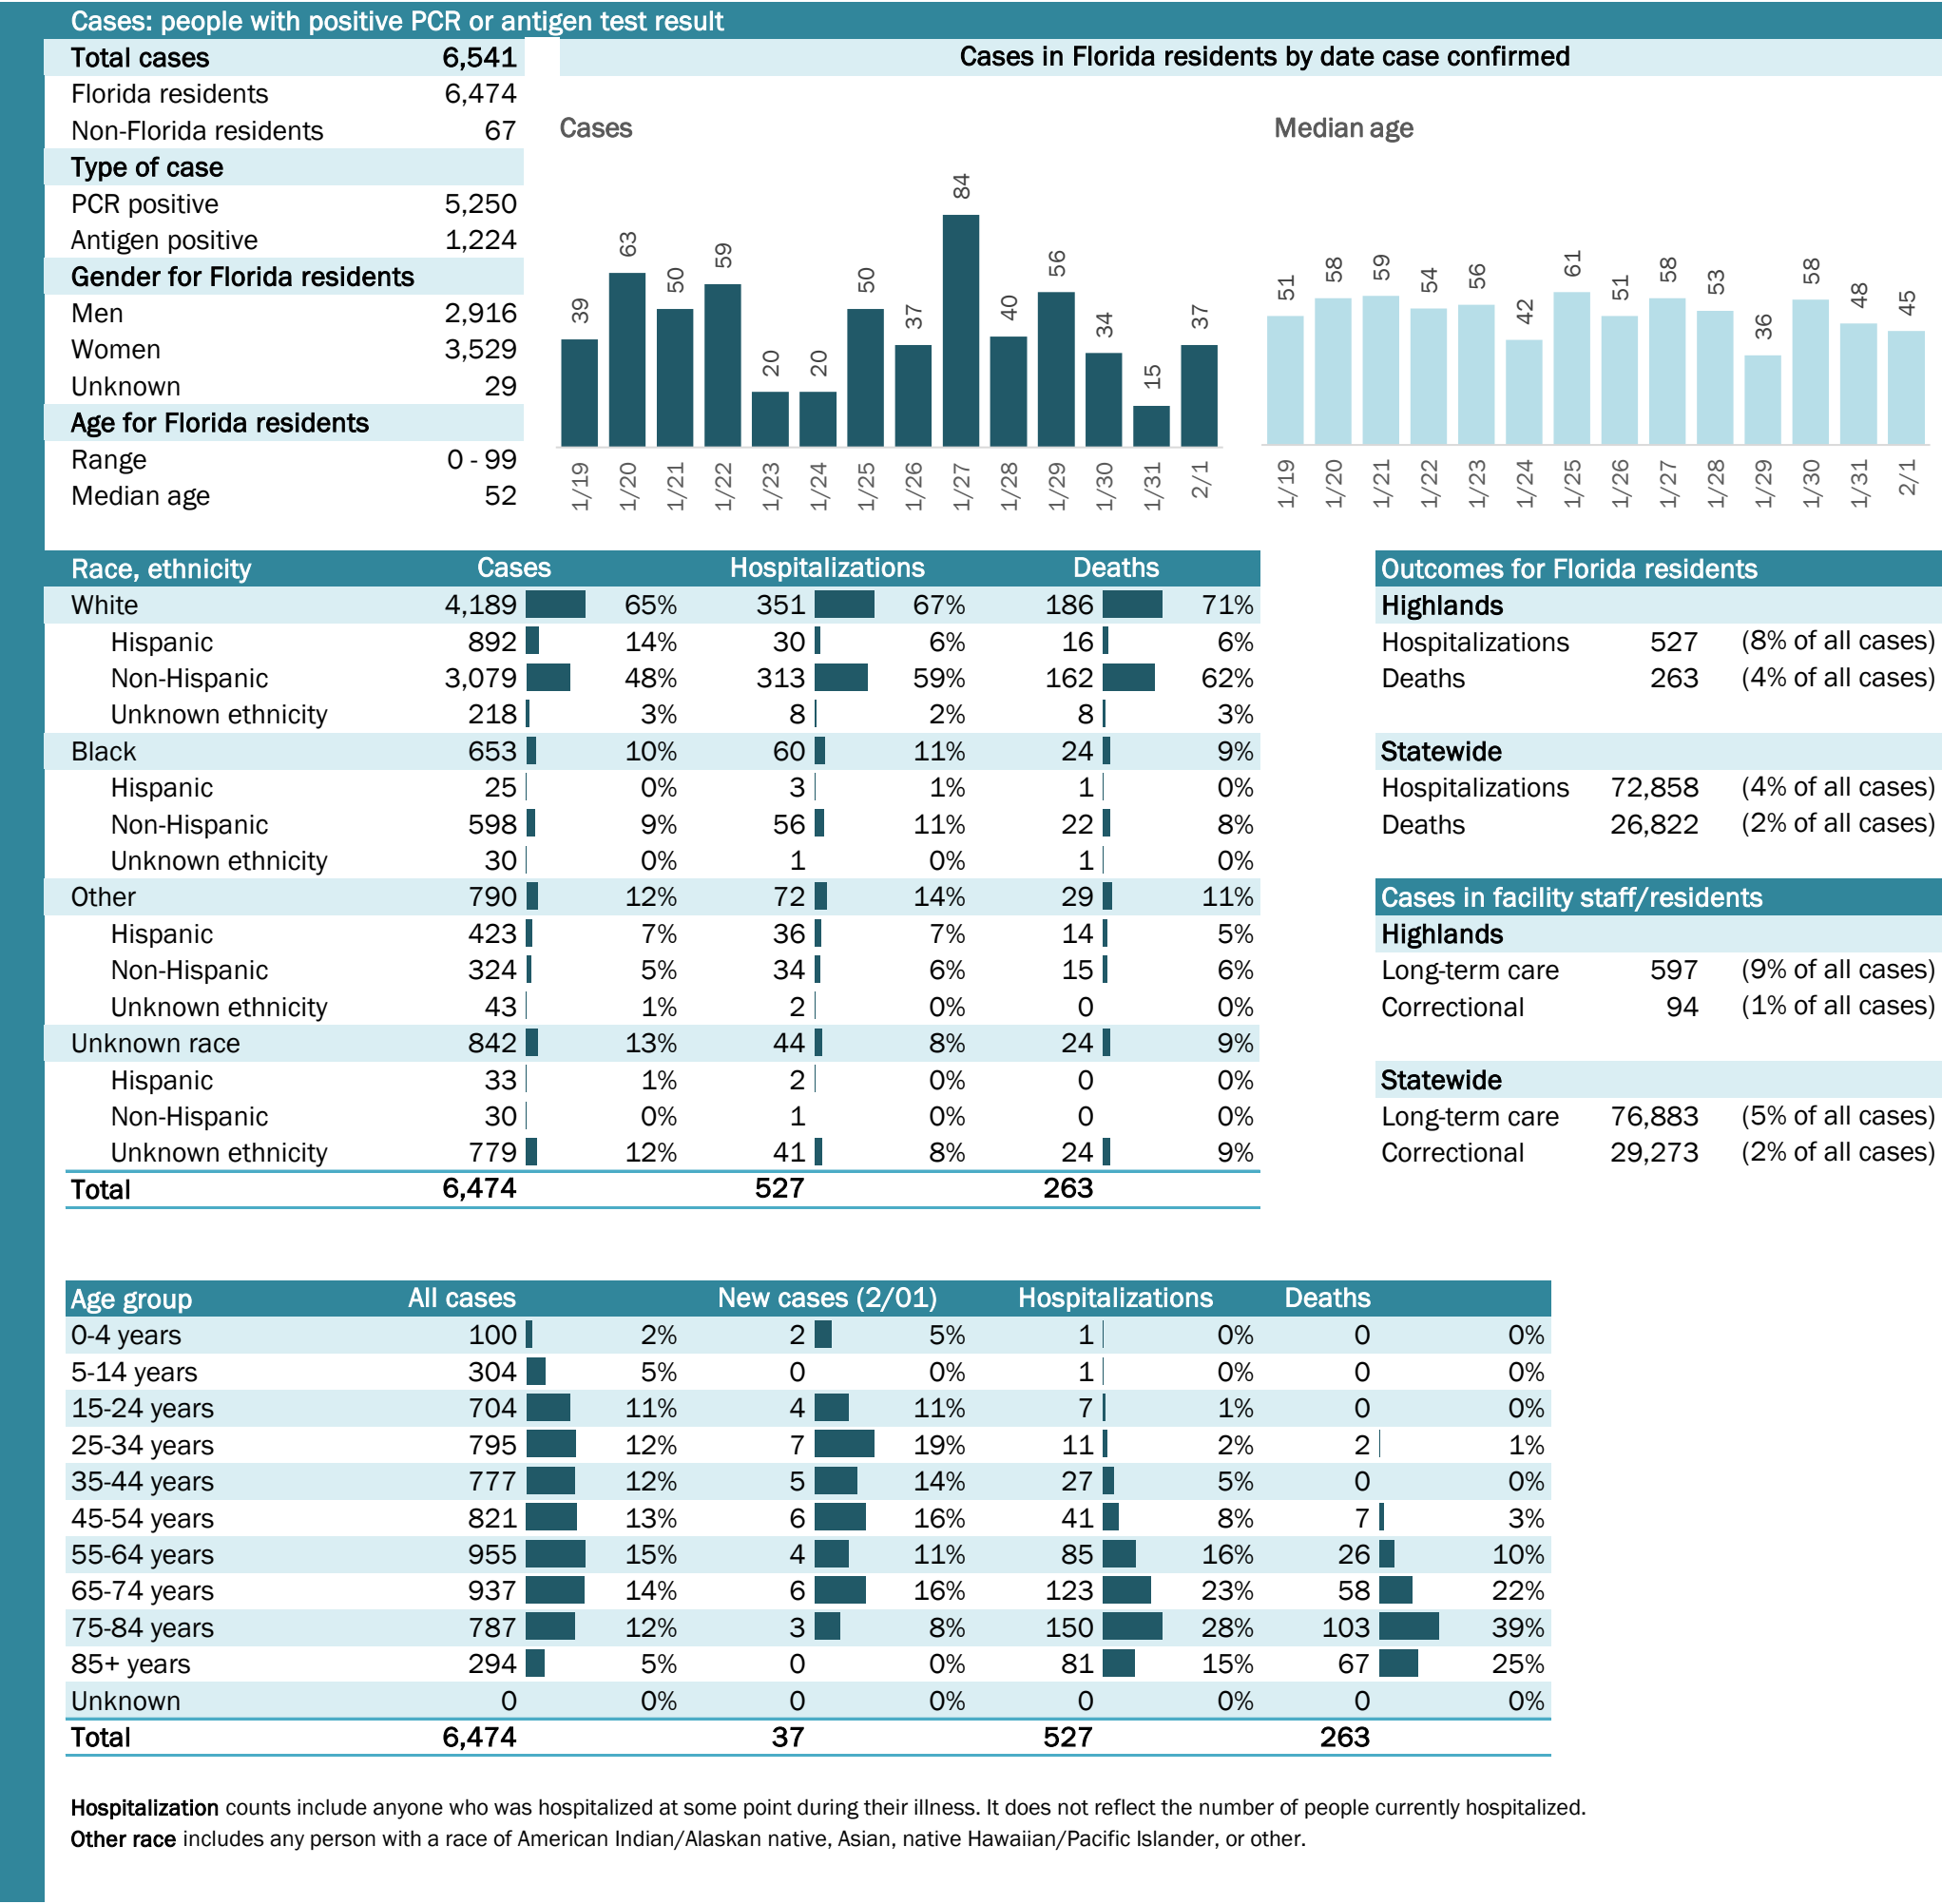 Cases: people with positive PCR or antigen test result
Total cases 6,541
Florida residents 6,474
Non-Florida residents 67
Type of case
PCR positive 5,250
Antigen positive 1,224
Gender for Florida residents
Men 2,916
Women 3,529
Unknown 29
Age for Florida residents
Range 0 - 99
Median age 52
Cases in Florida residents by date case confirmed
Cases
39 63 50 59 20 20 50 37 84 40 56 34 15 37
1/19 1/20 1/21 1/22 1/23 1/24 1/25 1/26 1/27 1/28 1/29 1/30 1/31 2/1
Median age
51 58 59 54 56 42 61 51 58 53 36 58 48 45
1/19 1/20 1/21 1/22 1/23 1/24 1/25 1/26 1/27 1/28 1/29 1/30 1/31 2/1
Race, ethnicity Cases Hospitalizations Deaths
White 4,189 65% 351 67% 186 71%
Hispanic 892 14% 30 6% 16 6%
Non-Hispanic 3,079 48% 313 59% 162 62%
Unknown ethnicity 218 3% 8 2% 8 3%
Black 653 10% 60 11% 24 9%
Hispanic 25 0% 3 1% 1 0%
Non-Hispanic 598 9% 56 11% 22 8%
Unknown ethnicity 30 0% 1 0% 1 0%
Other 790 12% 72 14% 29 11%
Hispanic 423 7% 36 7% 14 5%
Non-Hispanic 324 5% 34 6% 15 6%
Unknown ethnicity 43 1% 2 0% 0 0%
Unknown race 842 13% 44 8% 24 9%
Hispanic 33 1% 2 0% 0 0%
Non-Hispanic 30 0% 1 0% 0 0%
Unknown ethnicity 779 12% 41 8% 24 9%
Total 6,474 527 263
Outcomes for Florida residents
Highlands
Hospitalizations 527 (8% of all cases)
Deaths 263 (4% of all cases)
Statewide
Hospitalizations 72,858 (4% of all cases)
Deaths 26,822 (2% of all cases)
Cases in facility staff/residents
Highlands
Long-term care 597 (9% of all cases)
Correctional 94 (1% of all cases)
Statewide
Long-term care 76,883 (5% of all cases)
Correctional 29,273 (2% of all cases)
Age group All cases New cases (2/01) Hospitalizations Deaths
0-4 years 100 2% 2 5% 1 0% 0 0%
5-14 years 304 5% 0 0% 1 0% 0 0%
15-24 years 704 11% 4 11% 7 1% 0 0%
25-34 years 795 12% 7 19% 11 2% 2 1%
35-44 years 777 12% 5 14% 27 5% 0 0%
45-54 years 821 13% 6 16% 41 8% 7 3%
55-64 years 955 15% 4 11% 85 16% 26 10%
65-74 years 937 14% 6 16% 123 23% 58 22%
75-84 years 787 12% 3 8% 150 28% 103 39%
85+ years 294 5% 0 0% 81 15% 67 25%
Unknown 0 0% 0 0% 0 0% 0 0%
Total 6,474 37 527 263
Hospitalization counts include anyone who was hospitalized at some point during their illness. It does not reflect the number of people currently hospitalized.
Other race includes any person with a race of American Indian/Alaskan native, Asian, native Hawaiian/Pacific Islander, or other.